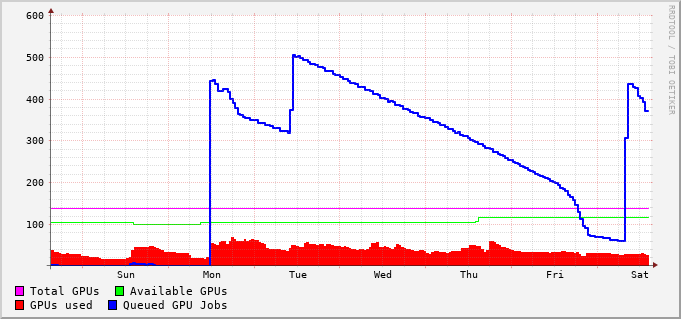 600
500
400
300
200
100
Sun Mon Tue Wed Thu Fri Sat
Total GPUs Available GPUs
GPUs used Queued GPU Jobs
RRDTOOL / TOBI OETIKER